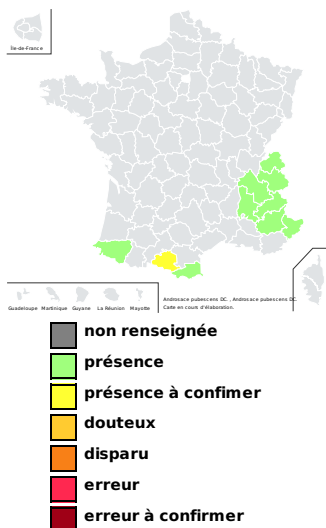 Île-de-France
Guadeloupe Martinique Guyane La Réunion Mayotte
Androsace pubescens DC. , Androsace pubescens DC.
Carte en cours d'élaboration.
non renseignée
présence
présence à confimer
douteux
disparu
erreur
erreur à confirmer